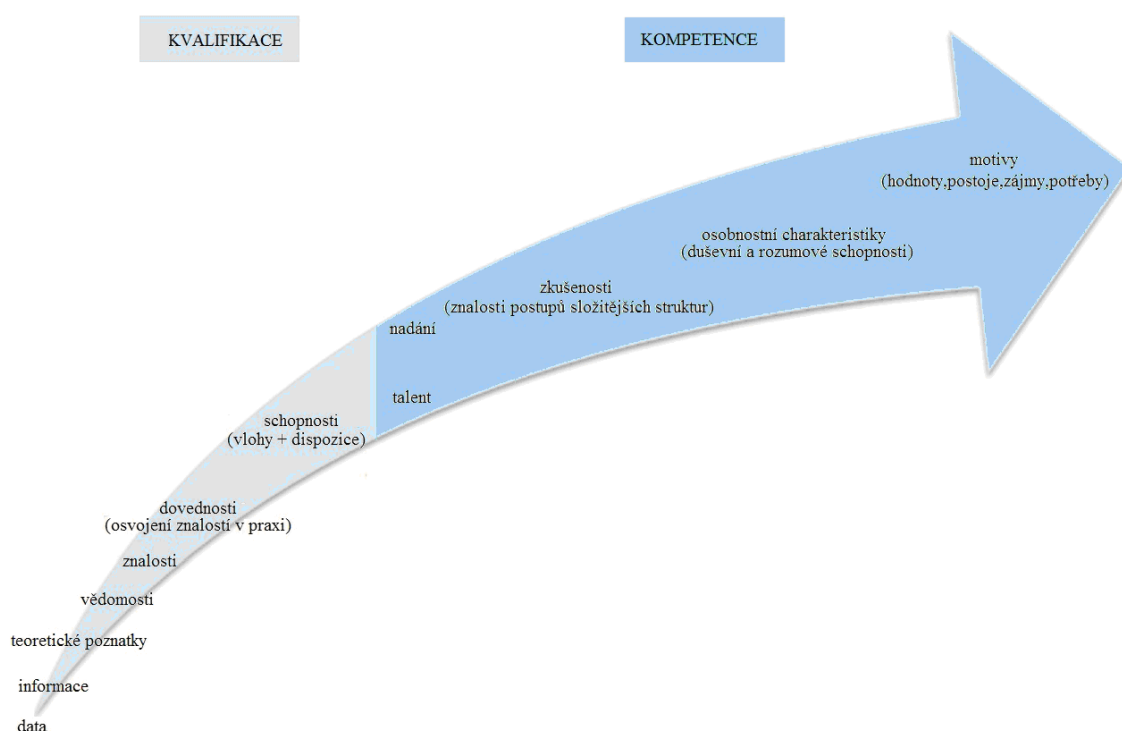 KVALIFIKACE
KOMPETENCE
motivy
(hodnoty,postoje,zájmy,potřeby)
osobnostní charakteristiky
(duševní a rozumové schopnosti)
zkušenosti
(znalosti postupů složitějších struktur)
nadání
talent
schopnosti
(vlohy + dispozice)
dovednosti
(osvojení znalostí v praxi)
znalosti
vědomosti
teoretické poznatky
informace
data